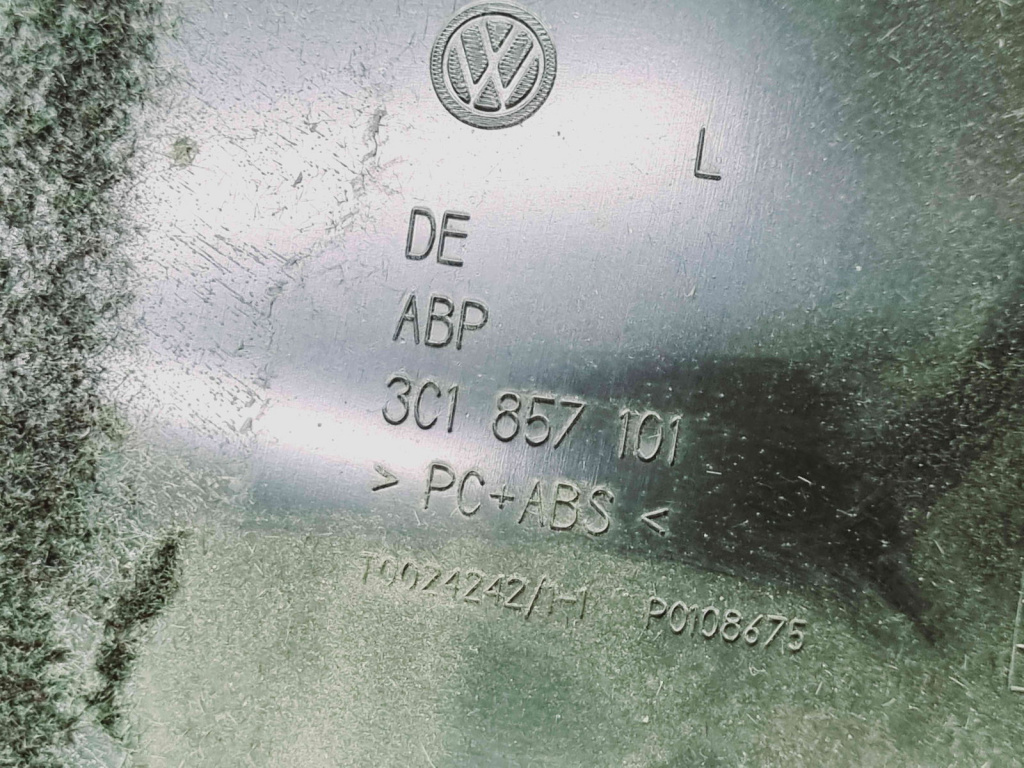 L
DE
ABP
3C1 857 101
> PC+ABS <
T0024242/1-1 P0108675